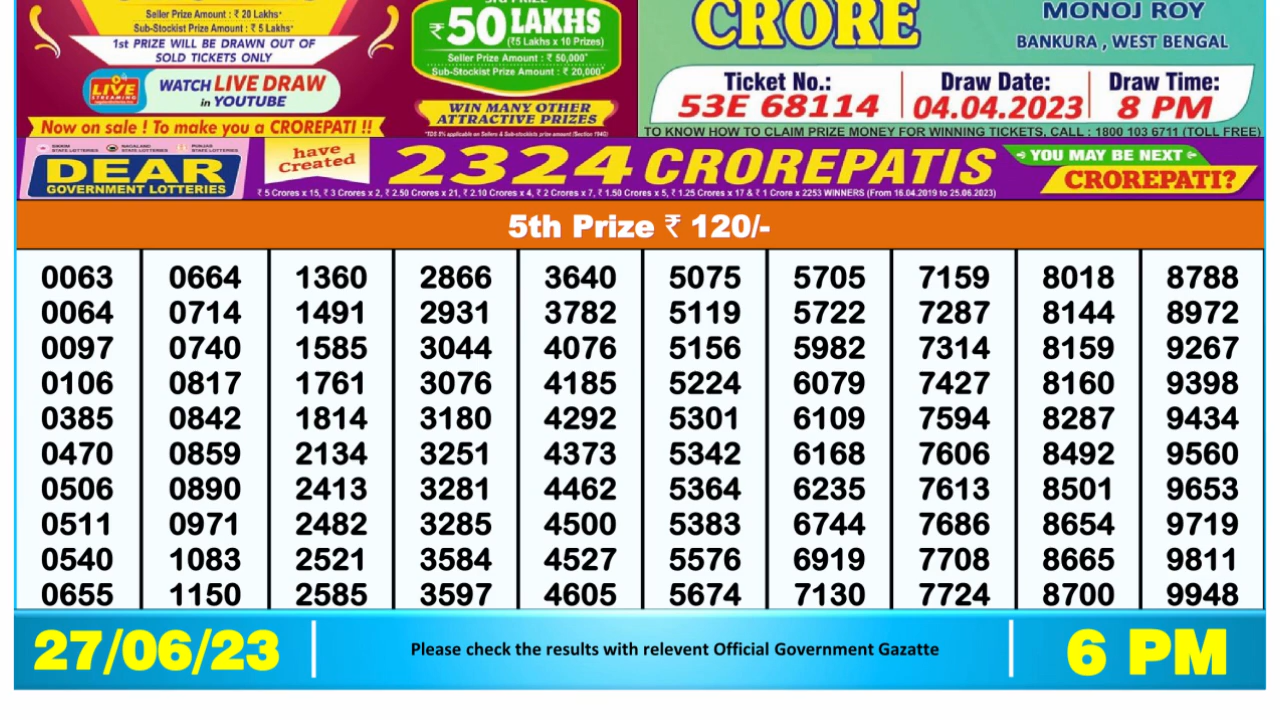 Seller Prize Amount : ₹ 20 Lakhs*
Sub-Stockist Prize Amount : ₹ 5 Lakhs*
1st PRIZE WILL BE DRAWN OUT OF
SOLD TICKETS ONLY
LIVE
STREAMING
WATCH LIVE DRAW
in YOUTUBE
Now on sale ! To make you a CROREPATI !!
₹50 LAKHS
(₹5 Lakhs x 10 Prizes)
Seller Prize Amount : ₹ 50,000*
Sub-Stockist Prize Amount : ₹ 20,000*
WIN MANY OTHER
ATTRACTIVE PRIZES
*TDS 5% applicable on Sellers & Sub-stockists prize amount (Section 194G)
CRORE
MONOJ ROY
BANKURA , WEST BENGAL
Ticket No.: Draw Date: Draw Time:
53E 68114 04.04.2023 8 PM
TO KNOW HOW TO CLAIM PRIZE MONEY FOR WINNING TICKETS, CALL : 1800 103 6711 (TOLL FREE)
SIKKIM STATE LOTTERIES NAGALAND STATE LOTTERIES PUNJAB STATE LOTTERIES
DEAR
GOVERNMENT LOTTERIES
have
Created
2324 CROREPATIS
₹ 5 Crores x 15, ₹ 3 Crores x 2, ₹ 2.50 Crores x 21, ₹ 2.10 Crores x 4, ₹ 2 Crores x 7, ₹ 1.50 Crores x 5, ₹ 1.25 Crores x 17 & ₹ 1 Crore x 2253 WINNERS (From 16.04.2019 to 25.06.2023)
YOU MAY BE NEXT
CROREPATI?
5th Prize ₹ 120/-
0063 0664 1360 2866 3640 5075 5705 7159 8018 8788
0064 0714 1491 2931 3782 5119 5722 7287 8144 8972
0097 0740 1585 3044 4076 5156 5982 7314 8159 9267
0106 0817 1761 3076 4185 5224 6079 7427 8160 9398
0385 0842 1814 3180 4292 5301 6109 7594 8287 9434
0470 0859 2134 3251 4373 5342 6168 7606 8492 9560
0506 0890 2413 3281 4462 5364 6235 7613 8501 9653
0511 0971 2482 3285 4500 5383 6744 7686 8654 9719
0540 1083 2521 3584 4527 5576 6919 7708 8665 9811
0655 1150 2585 3597 4605 5674 7130 7724 8700 9948
27/06/23
Please check the results with relevent Official Government Gazatte
6 PM